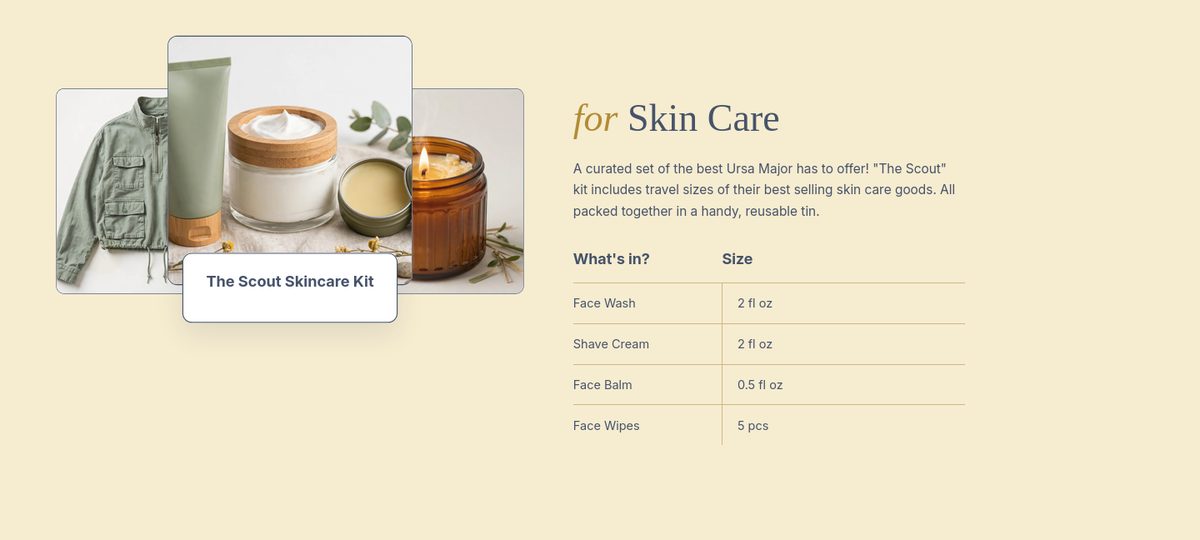 The Scout Skincare Kit
for Skin Care
A curated set of the best Ursa Major has to offer! "The Scout"
kit includes travel sizes of their best selling skin care goods. All
packed together in a handy, reusable tin.
What's in? Size
Face Wash 2 fl oz
Shave Cream 2 fl oz
Face Balm 0.5 fl oz
Face Wipes 5 pcs